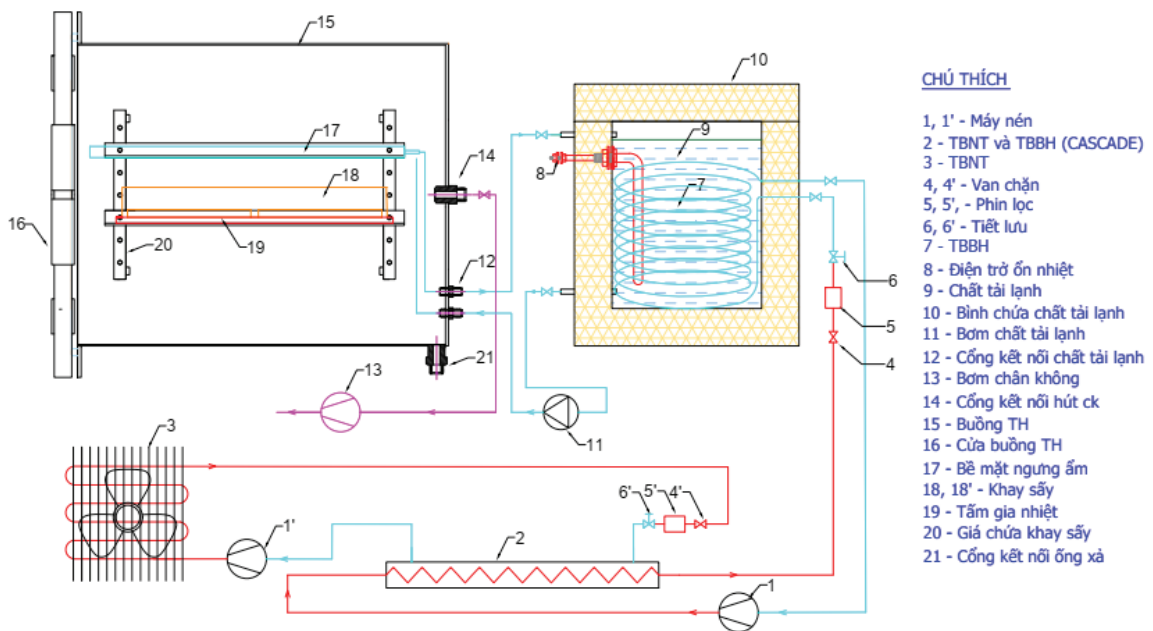 15
10
17
9
14
18
8
7
16
19
20
12
6
5
21
4
13
11
3
6'
5'
4'
1'
2
1
CHÚ THÍCH
1, 1' - Máy nén
2 - TBNT và TBBH (CASCADE)
3 - TBNT
4, 4' - Van chặn
5, 5', - Phin lọc
6, 6' - Tiết lưu
7 - TBBH
8 - Điện trở ổn nhiệt
9 - Chất tải lạnh
10 - Bình chứa chất tải lạnh
11 - Bơm chất tải lạnh
12 - Cổng kết nối chất tải lạnh
13 - Bơm chân không
14 - Cổng kết nối hút ck
15 - Buồng TH
16 - Cửa buồng TH
17 - Bề mặt ngưng ẩm
18, 18' - Khay sấy
19 - Tấm gia nhiệt
20 - Giá chứa khay sấy
21 - Cổng kết nối ống xả